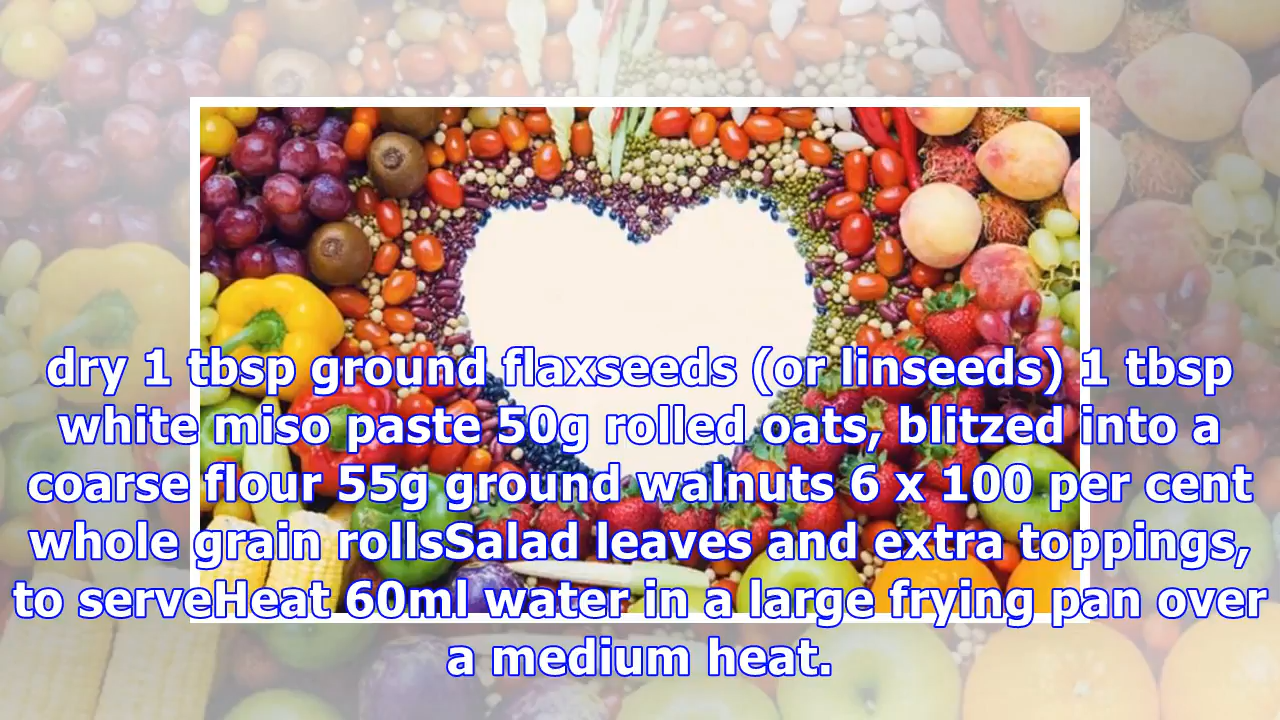 dry 1 tbsp ground flaxseeds (or linseeds) 1 tbsp
white miso paste 50g rolled oats, blitzed into a
coarse flour 55g ground walnuts 6 x 100 per cent
whole grain rollsSalad leaves and extra toppings,
to serveHeat 60ml water in a large frying pan over
a medium heat.